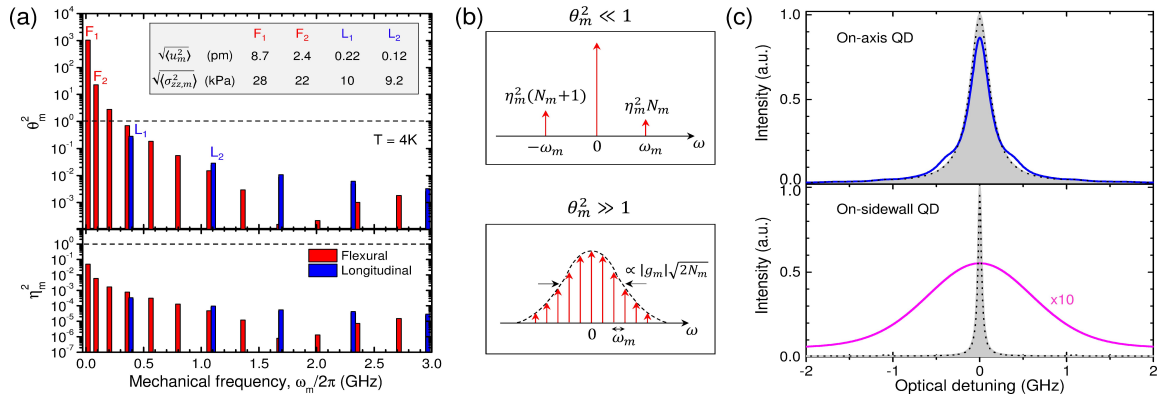 (a)
10³
10²
10¹
10⁰
10⁻¹
10⁻²
10⁻³
θ²ₘ
F₁
F₂
L₁
L₂
T = 4K
F₁ F₂ L₁ L₂
√⟨u²ₘ⟩ (pm) 8.7 2.4 0.22 0.12
√⟨σ²zz,m⟩ (kPa) 28 22 10 9.2
10⁰
10⁻¹
10⁻²
10⁻³
10⁻⁴
10⁻⁵
10⁻⁶
10⁻⁷
η²ₘ
Flexural
Longitudinal
0.0 0.5 1.0 1.5 2.0 2.5 3.0
Mechanical frequency, ωₘ/2π (GHz)
(b)
θ²ₘ ≪ 1
η²ₘ(Nₘ+1)
η²ₘNₘ
−ωₘ 0 ωₘ ω
θ²ₘ ≫ 1
∝ |gₘ|√2Nₘ
0 ωₘ ω
(c)
On-axis QD
1.0
0.5
0.0
Intensity (a.u.)
On-sidewall QD
1.0
0.5
0.0
Intensity (a.u.)
x10
-2 -1 0 1 2
Optical detuning (GHz)